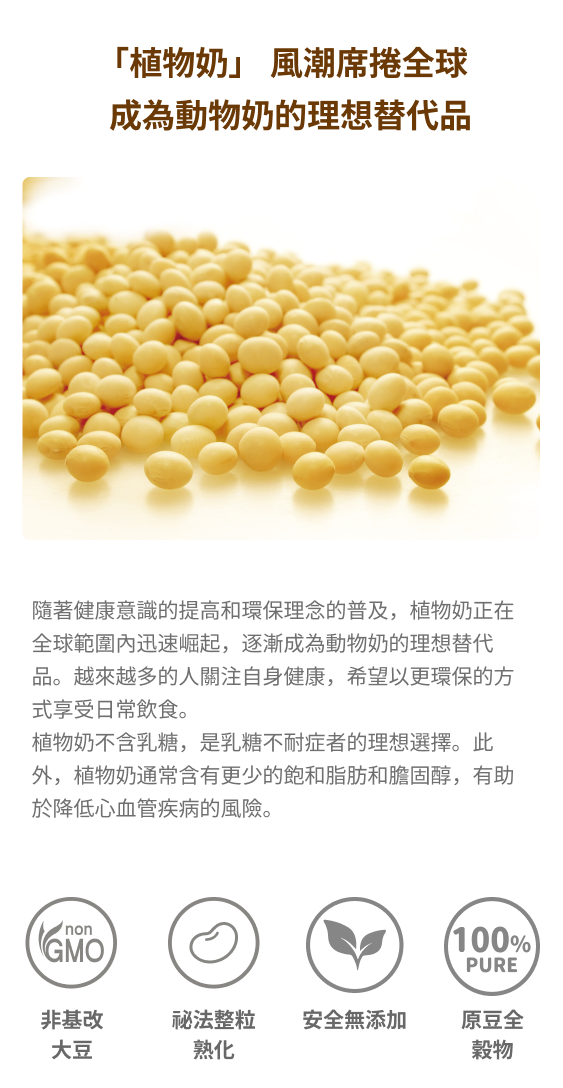 「植物奶」 風潮席捲全球
成為動物奶的理想替代品
隨著健康意識的提高和環保理念的普及，植物奶正在
全球範圍內迅速崛起，逐漸成為動物奶的理想替代
品。越來越多的人關注自身健康，希望以更環保的方
式享受日常飲食。
植物奶不含乳糖，是乳糖不耐症者的理想選擇。此
外，植物奶通常含有更少的飽和脂肪和膽固醇，有助
於降低心血管疾病的風險。
non
GMO
100%
PURE
非基改
大豆
祕法整粒
熟化
安全無添加
原豆全
穀物